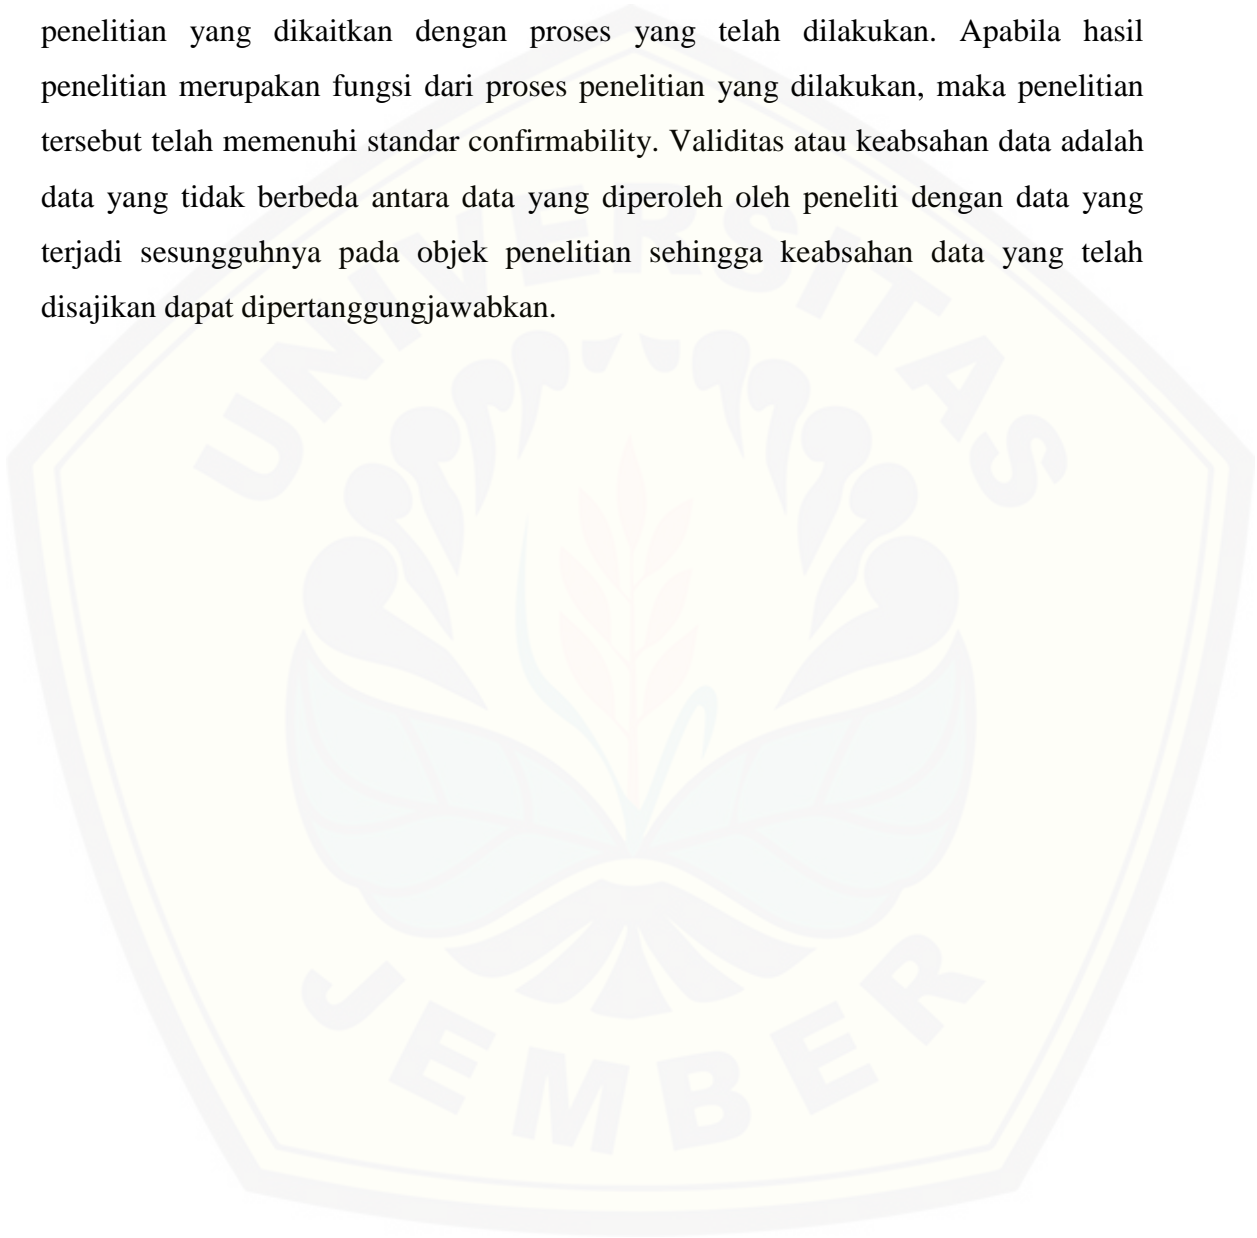 penelitian yang dikaitkan dengan proses yang telah dilakukan. Apabila hasil
penelitian merupakan fungsi dari proses penelitian yang dilakukan, maka penelitian
tersebut telah memenuhi standar confirmability. Validitas atau keabsahan data adalah
data yang tidak berbeda antara data yang diperoleh oleh peneliti dengan data yang
terjadi sesungguhnya pada objek penelitian sehingga keabsahan data yang telah
disajikan dapat dipertanggungjawabkan.
UNIVERSITAS
JEMBER